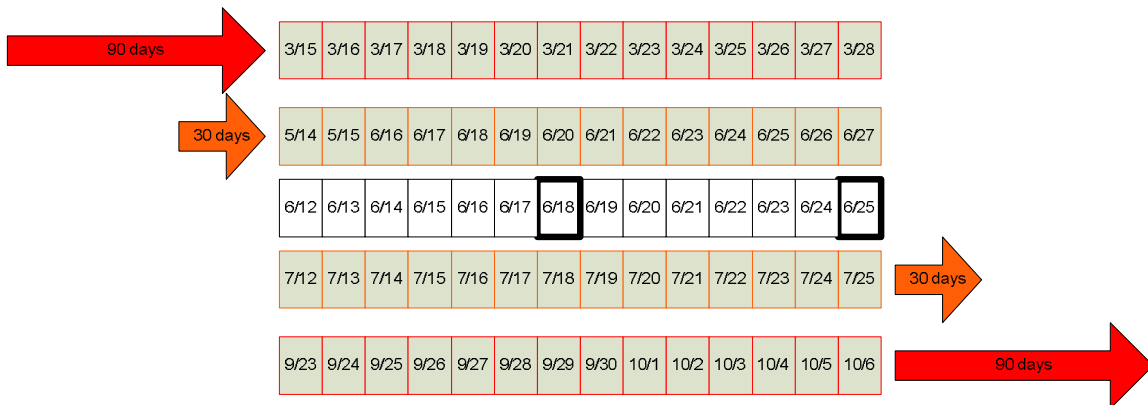 90 days 3/15 3/16 3/17 3/18 3/19 3/20 3/21 3/22 3/23 3/24 3/25 3/26 3/27 3/28
30 days 5/14 5/15 6/16 6/17 6/18 6/19 6/20 6/21 6/22 6/23 6/24 6/25 6/26 6/27
6/12 6/13 6/14 6/15 6/16 6/17 6/18 6/19 6/20 6/21 6/22 6/23 6/24 6/25
7/12 7/13 7/14 7/15 7/16 7/17 7/18 7/19 7/20 7/21 7/22 7/23 7/24 7/25 30 days
9/23 9/24 9/25 9/26 9/27 9/28 9/29 9/30 10/1 10/2 10/3 10/4 10/5 10/6 90 days